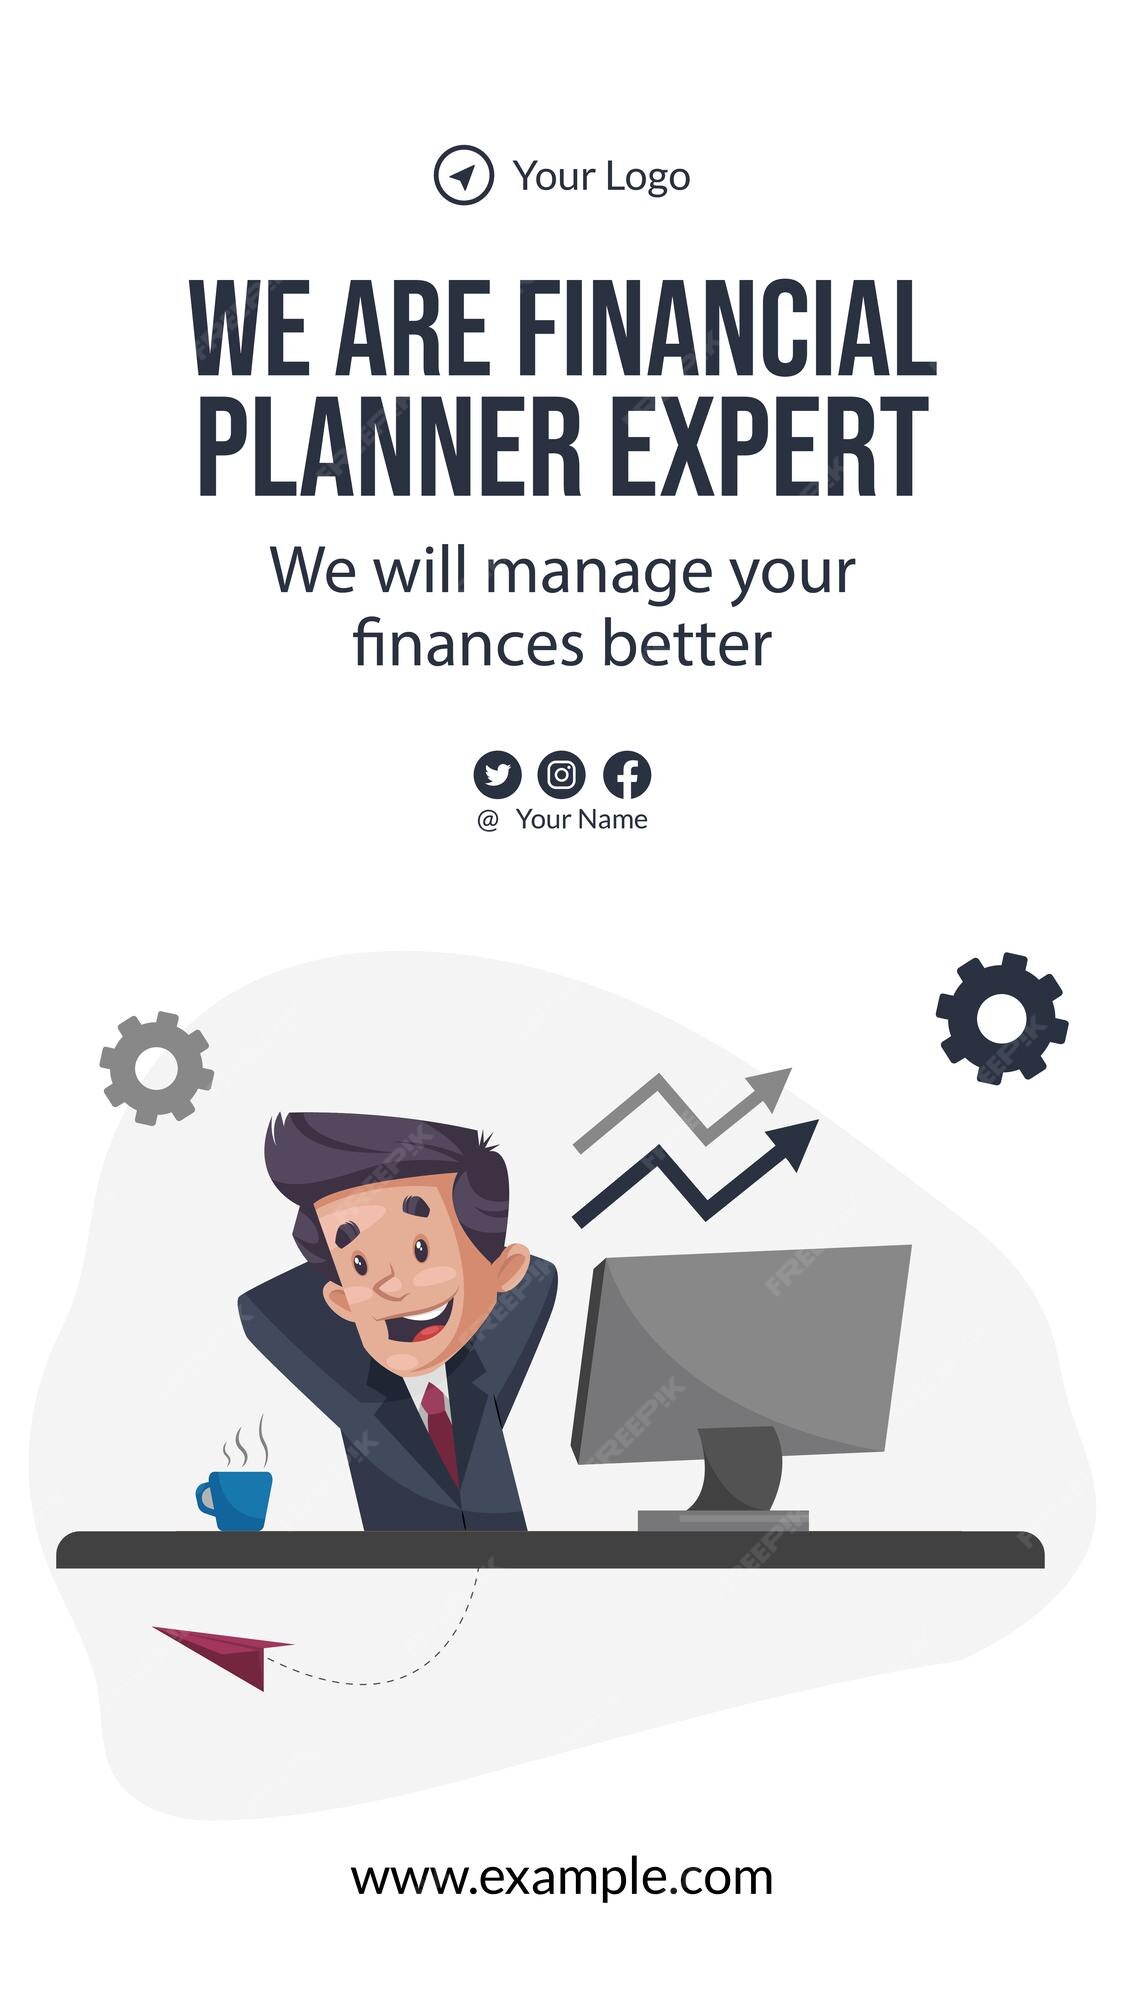 Your Logo
WE ARE FINANCIAL
PLANNER EXPERT
We will manage your
finances better
@ Your Name
www.example.com